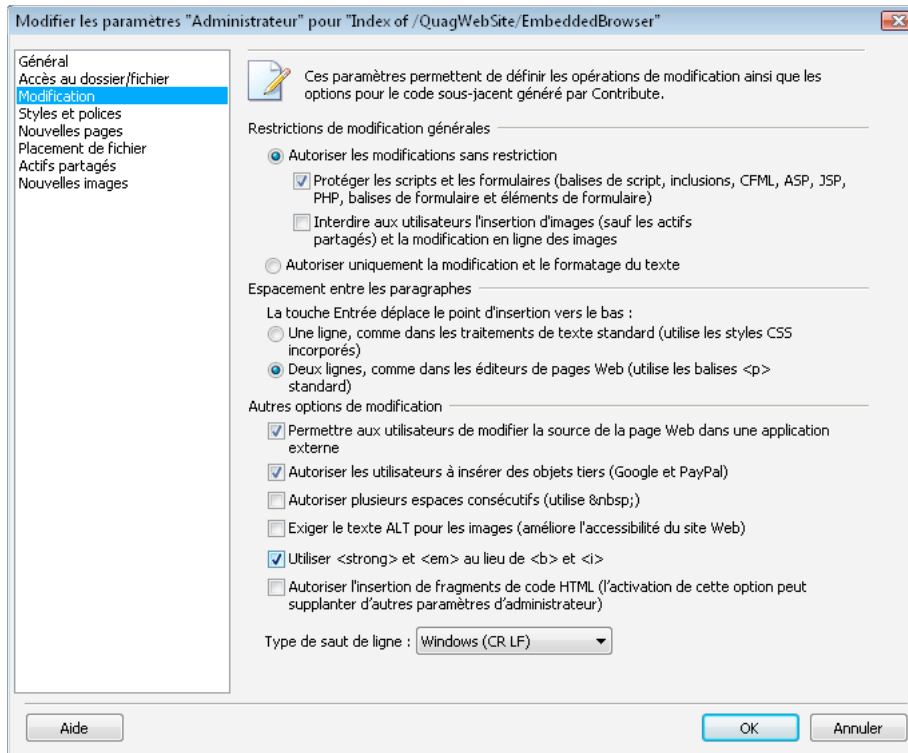 Modifier les paramètres "Administrateur" pour "Index of /QuagWebSite/EmbeddedBrowser"
Général
Accès au dossier/fichier
Modification
Styles et polices
Nouvelles pages
Placement de fichier
Actifs partagés
Nouvelles images
Ces paramètres permettent de définir les opérations de modification ainsi que les
options pour le code sous-jacent généré par Contribute.
Restrictions de modification générales
Autoriser les modifications sans restriction
Protéger les scripts et les formulaires (balises de script, inclusions, CFML, ASP, JSP,
PHP, balises de formulaire et éléments de formulaire)
Interdire aux utilisateurs l'insertion d'images (sauf les actifs
partagés) et la modification en ligne des images
Autoriser uniquement la modification et le formatage du texte
Espacement entre les paragraphes
La touche Entrée déplace le point d'insertion vers le bas :
Une ligne, comme dans les traitements de texte standard (utilise les styles CSS
incorporés)
Deux lignes, comme dans les éditeurs de pages Web (utilise les balises <p>
standard)
Autres options de modification
Permettre aux utilisateurs de modifier la source de la page Web dans une application
externe
Autoriser les utilisateurs à insérer des objets tiers (Google et PayPal)
Autoriser plusieurs espaces consécutifs (utilise &nbsp;)
Exiger le texte ALT pour les images (améliore l'accessibilité du site Web)
Utiliser <strong> et <em> au lieu de <b> et <i>
Autoriser l'insertion de fragments de code HTML (l'activation de cette option peut
supplanter d'autres paramètres d'administrateur)
Type de saut de ligne : Windows (CR LF)
Aide OK Annuler